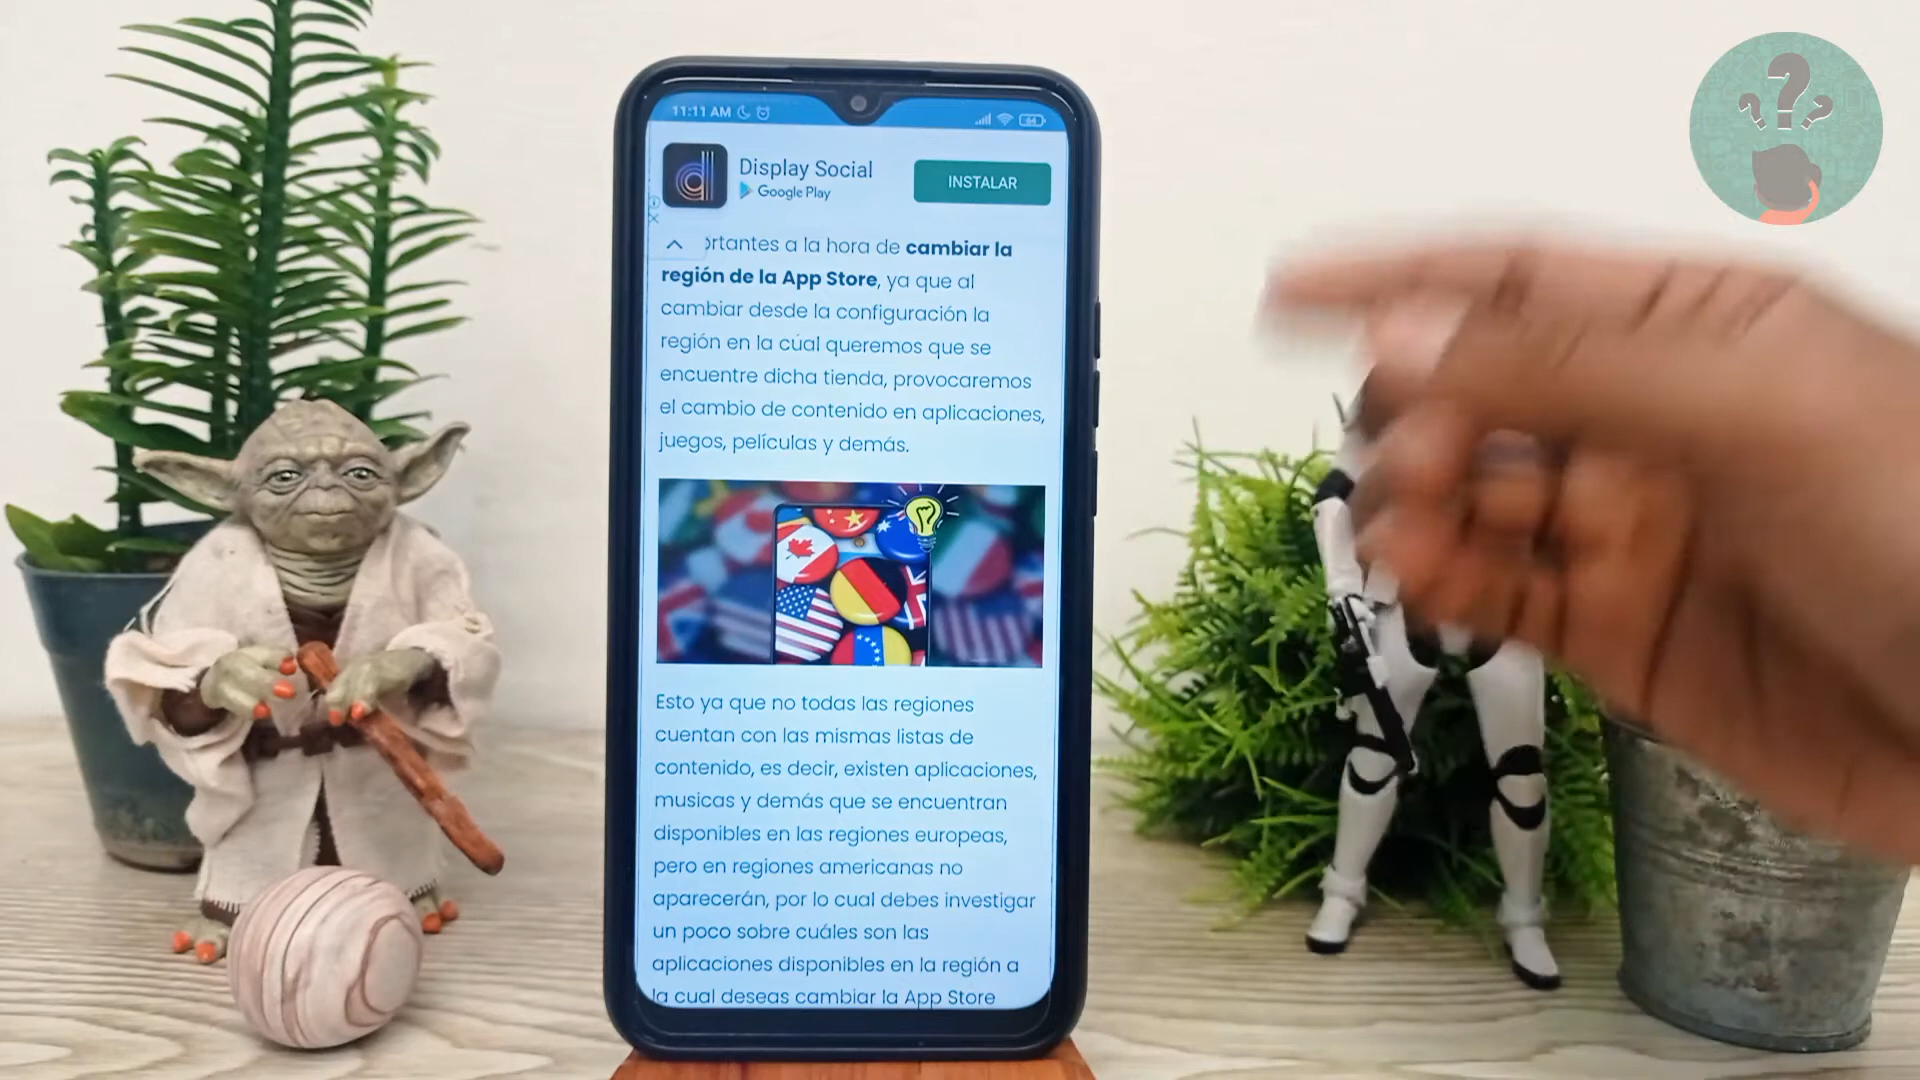 11:11 AM
64
Display Social
Google Play
INSTALAR
ortantes a la hora de cambiar la
región de la App Store, ya que al
cambiar desde la configuración la
región en la cúal queremos que se
encuentre dicha tienda, provocaremos
el cambio de contenido en aplicaciones,
juegos, películas y demás.
Esto ya que no todas las regiones
cuentan con las mismas listas de
contenido, es decir, existen aplicaciones,
musicas y demás que se encuentran
disponibles en las regiones europeas,
pero en regiones americanas no
aparecerán, por lo cual debes investigar
un poco sobre cuáles son las
aplicaciones disponibles en la región a
la cual deseas cambiar la App Store